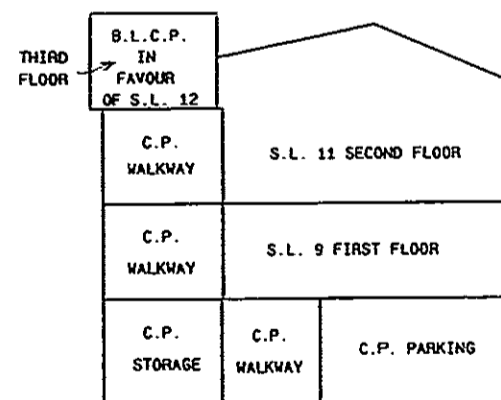 B.L.C.P.
IN
FAVOUR
OF S.L. 12
THIRD
FLOOR
C.P.
WALKWAY
S.L. 11 SECOND FLOOR
C.P.
WALKWAY
S.L. 9 FIRST FLOOR
C.P.
STORAGE
C.P.
WALKWAY
C.P. PARKING